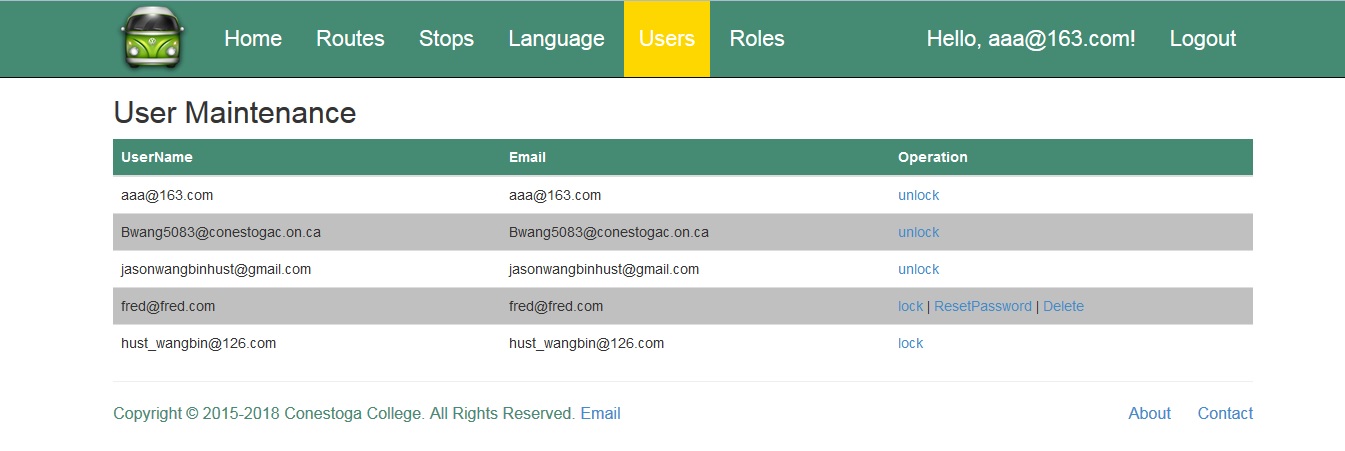 Home Routes Stops Language Users Roles Hello, aaa@163.com! Logout
User Maintenance
UserName Email Operation
aaa@163.com aaa@163.com unlock
Bwang5083@conestogac.on.ca Bwang5083@conestogac.on.ca unlock
jasonwangbinhust@gmail.com jasonwangbinhust@gmail.com unlock
fred@fred.com fred@fred.com lock | ResetPassword | Delete
hust_wangbin@126.com hust_wangbin@126.com lock
Copyright © 2015-2018 Conestoga College. All Rights Reserved. Email About Contact